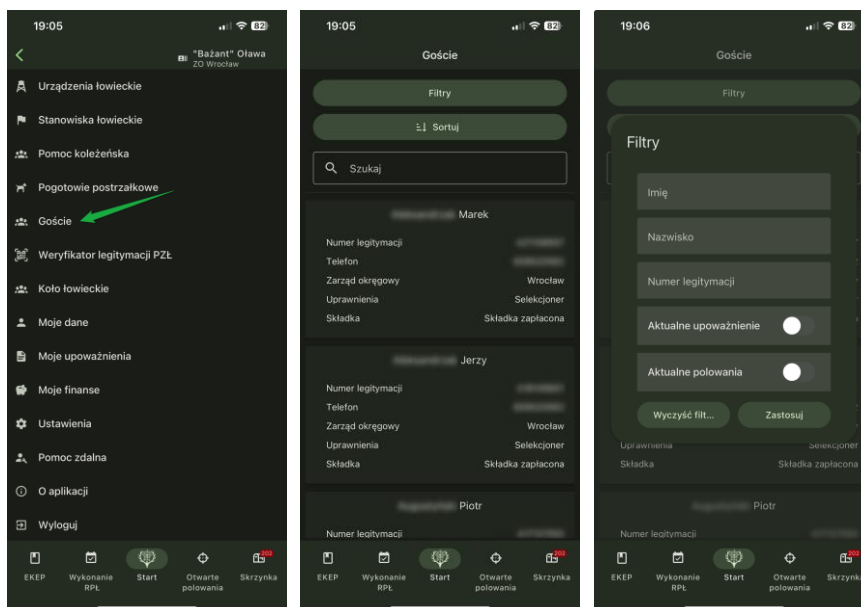 19:05
82
"Bażant" Oława
ZO Wrocław
Urządzenia łowieckie
Stanowiska łowieckie
Pomoc koleżeńska
Pogotowie postrzałkowe
Goście
Weryfikator legitymacji PZŁ
Koło łowieckie
Moje dane
Moje upoważnienia
Moje finanse
Ustawienia
Pomoc zdalna
O aplikacji
Wyloguj
202
EKEP
Wykonanie
RPŁ
Start
Otwarte
polowania
Skrzynka
19:05
82
Goście
Filtry
Sortuj
Szukaj
Marek
Numer legitymacji
Telefon
Zarząd okręgowy Wrocław
Uprawnienia Selekcjoner
Składka Składka zapłacona
Jerzy
Numer legitymacji
Telefon
Zarząd okręgowy Wrocław
Uprawnienia Selekcjoner
Składka Składka zapłacona
Piotr
Numer legitymacji
202
EKEP
Wykonanie
RPŁ
Start
Otwarte
polowania
Skrzynka
19:06
82
Goście
Filtry
Filtry
Imię
Nazwisko
Numer legitymacji
Aktualne upoważnienie
Aktualne polowania
Wyczyść filt...
Zastosuj
Uprawnienia Selekcjoner
Składka Składka zapłacona
Piotr
Numer legitymacji
202
EKEP
Wykonanie
RPŁ
Start
Otwarte
polowania
Skrzynk